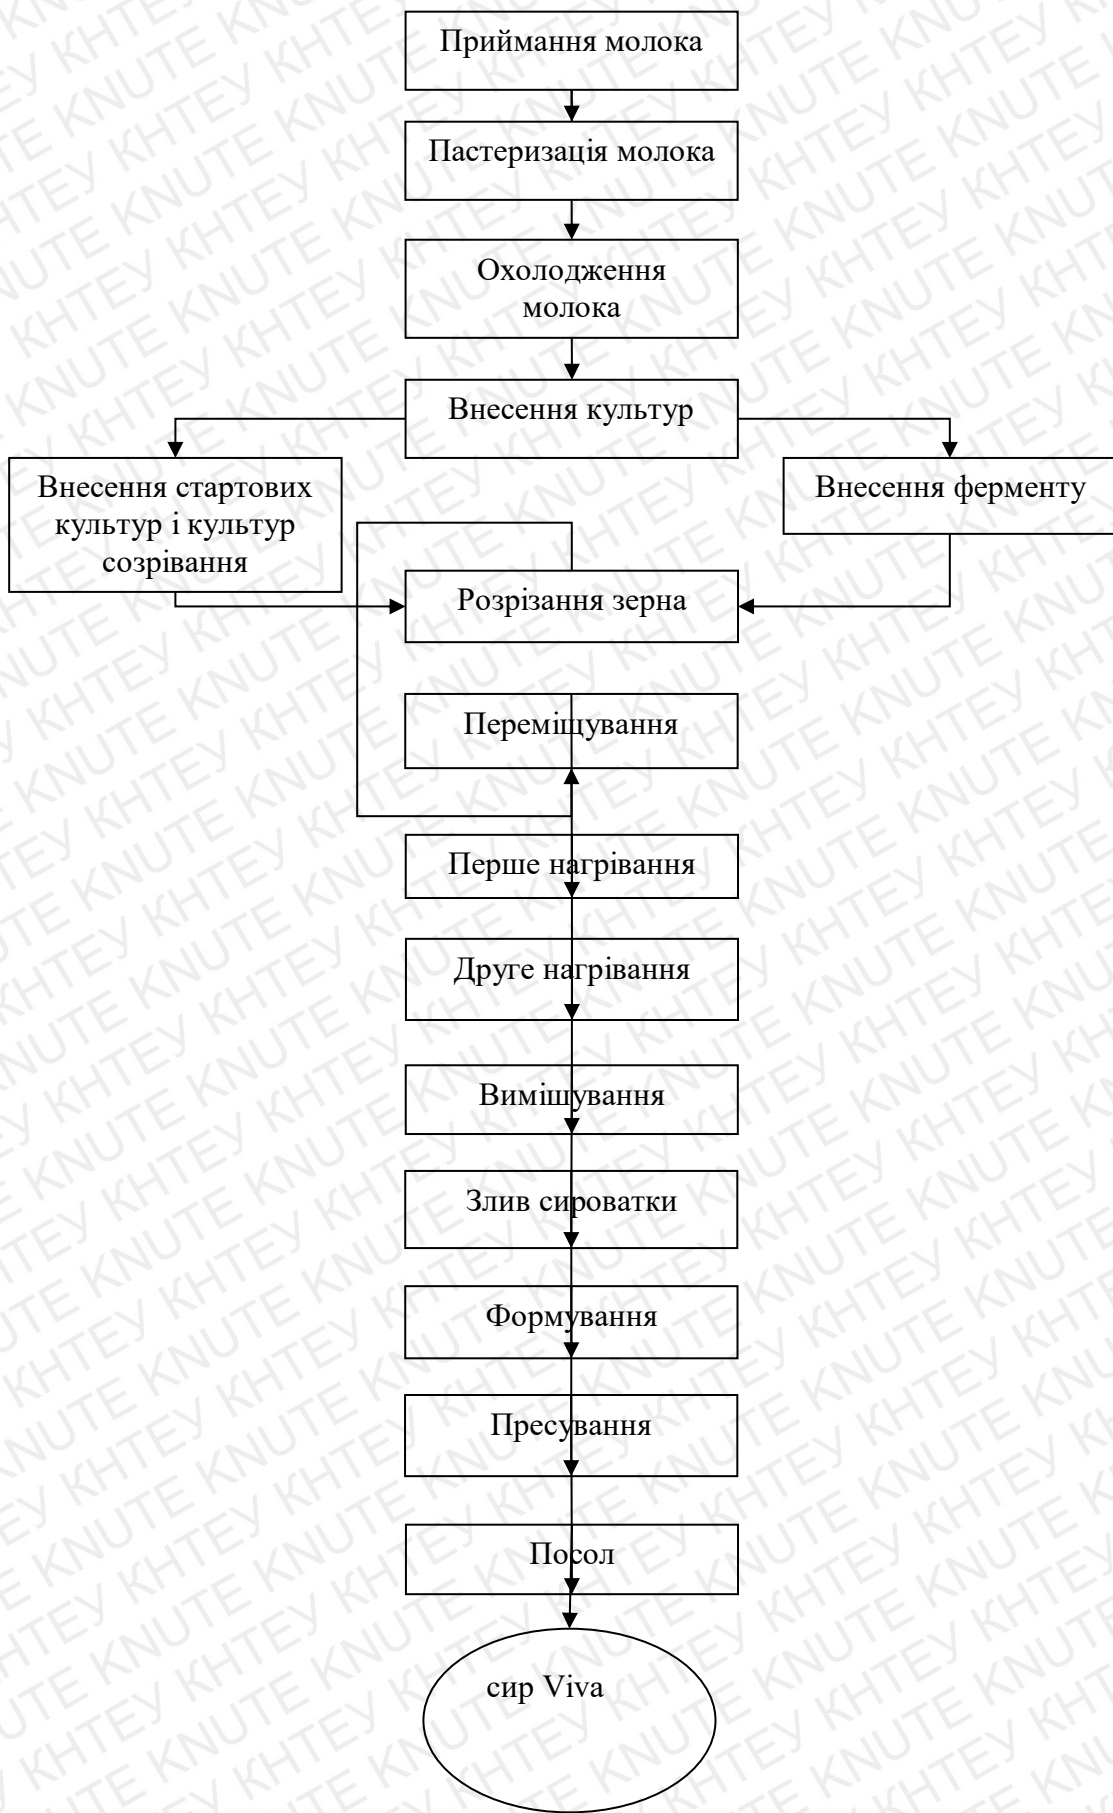 Приймання молока
Пастеризація молока
Охолодження
молока
Внесення культур
Внесення стартових
культур і культур
созрівання
Внесення ферменту
Розрізання зерна
Переміщування
Перше нагрівання
Друге нагрівання
Вимішування
Злив сироватки
Формування
Пресування
Посол
сир Viva